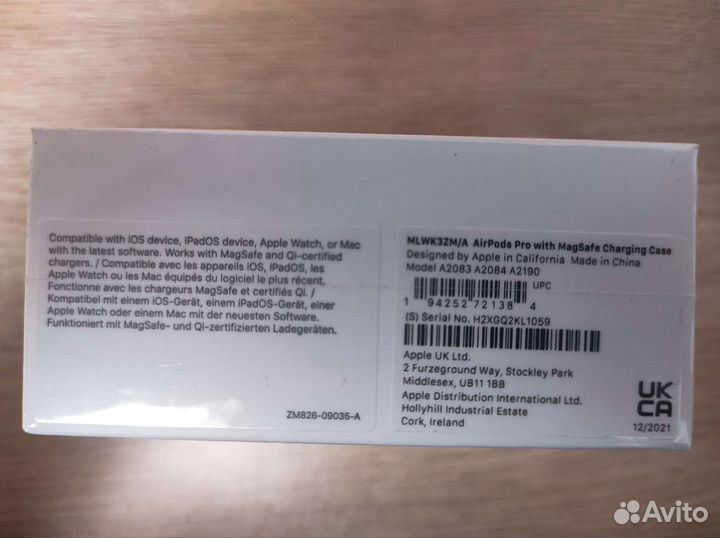 Compatible with iOS device, iPadOS device, Apple Watch, or Mac
with the latest software. Works with MagSafe and Qi-certified
chargers. / Compatible avec les appareils iOS, iPadOS, les
Apple Watch ou les Mac équipés du logiciel le plus récent.
Fonctionne avec les chargeurs MagSafe et certifiés Qi. /
Kompatibel mit einem iOS-Gerät, einem iPadOS-Gerät, einer
Apple Watch oder einem Mac mit der neuesten Software.
Funktioniert mit MagSafe- und Qi-zertifizierten Ladegeräten.
ZM826-09035-A
MLWK3ZM/A AirPods Pro with MagSafe Charging Case
Designed by Apple in California Made in China
Model A2083 A2084 A2190
UPC
1 94252 72138 4
(S) Serial No. H2XGQ2KL1059
Apple UK Ltd.
2 Furzeground Way, Stockley Park
Middlesex, UB11 1BB
Apple Distribution International Ltd.
Hollyhill Industrial Estate
Cork, Ireland
UK
CA
12/2021
Avito